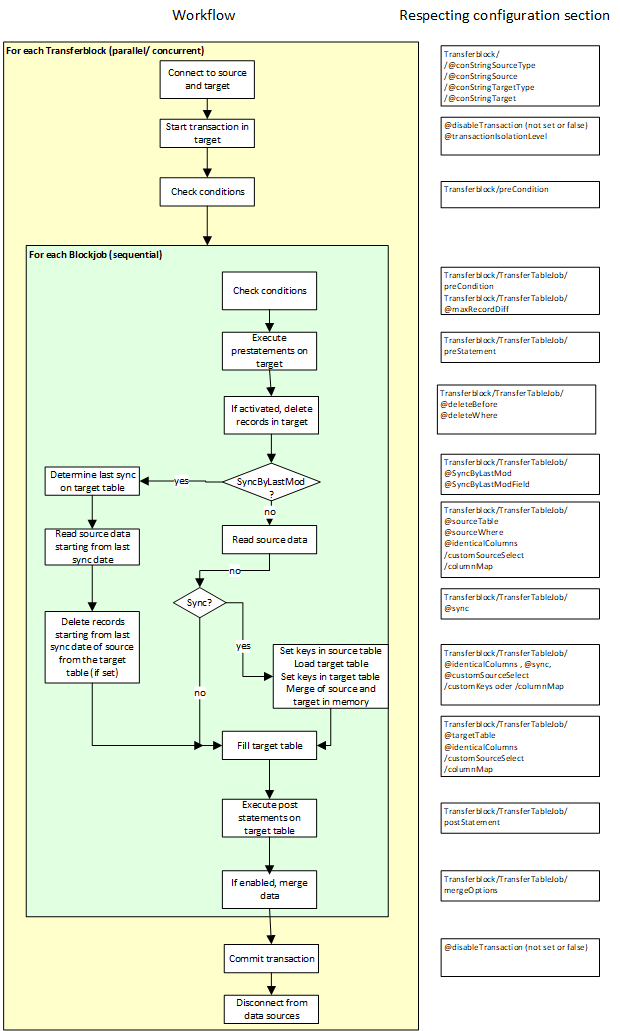 Workflow
Respecting configuration section
For each Transferblock (parallel/ concurrent)
Connect to source
and target
Transferblock/
/@conStringSourceType
/@conStringSource
/@conStringTargetType
/@conStringTarget
Start transaction in
target
@disableTransaction (not set or false)
@transactionIsolationLevel
Check conditions
Transferblock/preCondition
For each Blockjob (sequential)
Check conditions
Transferblock/TransferTableJob/
preCondition
Transferblock/TransferTableJob/
@maxRecordDiff
Execute
prestatements on
target
Transferblock/TransferTableJob/
preStatement
If activated, delete
records in target
Transferblock/TransferTableJob/
@deleteBefore
@deleteWhere
SyncByLastMod
?
yes
no
Determine last sync
on target table
Transferblock/TransferTableJob/
@SyncByLastMod
@SyncByLastModField
Read source data
starting from last
sync date
Read source data
Transferblock/TransferTableJob/
@sourceTable
@sourceWhere
@identicalColumns
/customSourceSelect
/columnMap
no
Sync?
Transferblock/TransferTableJob/
@sync
Delete records
starting from last
sync date of source
from the target
table (if set)
yes
no
Set keys in source table
Load target table
Set keys in target table
Merge of source and
target in memory
Transferblock/TransferTableJob/
@identicalColumns , @sync,
@customSourceSelect
/customKeys oder /columnMap
Fill target table
Transferblock/TransferTableJob/
@targetTable
@identicalColumns
/customSourceSelect
/columnMap
Execute post
statements on
target table
Transferblock/TransferTableJob/
postStatement
If enabled, merge
data
Transferblock/TransferTableJob/
mergeOptions
Commit transaction
@disableTransaction (not set or false)
Disconnect from
data sources